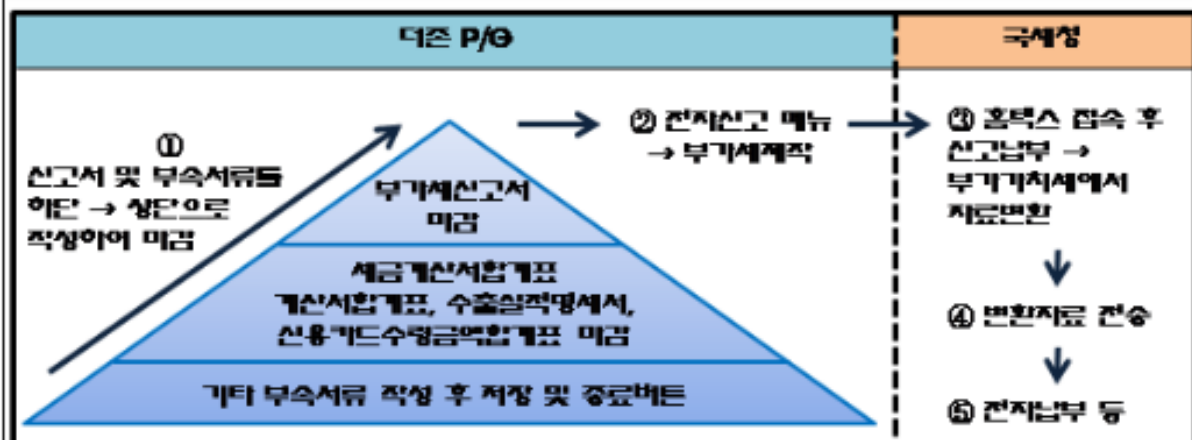 더존 P/G
국세청
①
신고서 및 부속서류들
하단 → 상단으로
작성하여 마감
부가세신고서
마감
세금계산서합계표
계산서합계표, 수출실적명세서,
신용카드수령금액합계표 마감
기타 부속서류 작성 후 저장 및 종료버튼
② 전자신고 메뉴
→ 부가세제작
③ 홈택스 접속 후
신고납부 →
부가가치세에서
자료변환
④ 변환자료 전송
⑤ 전자납부 등